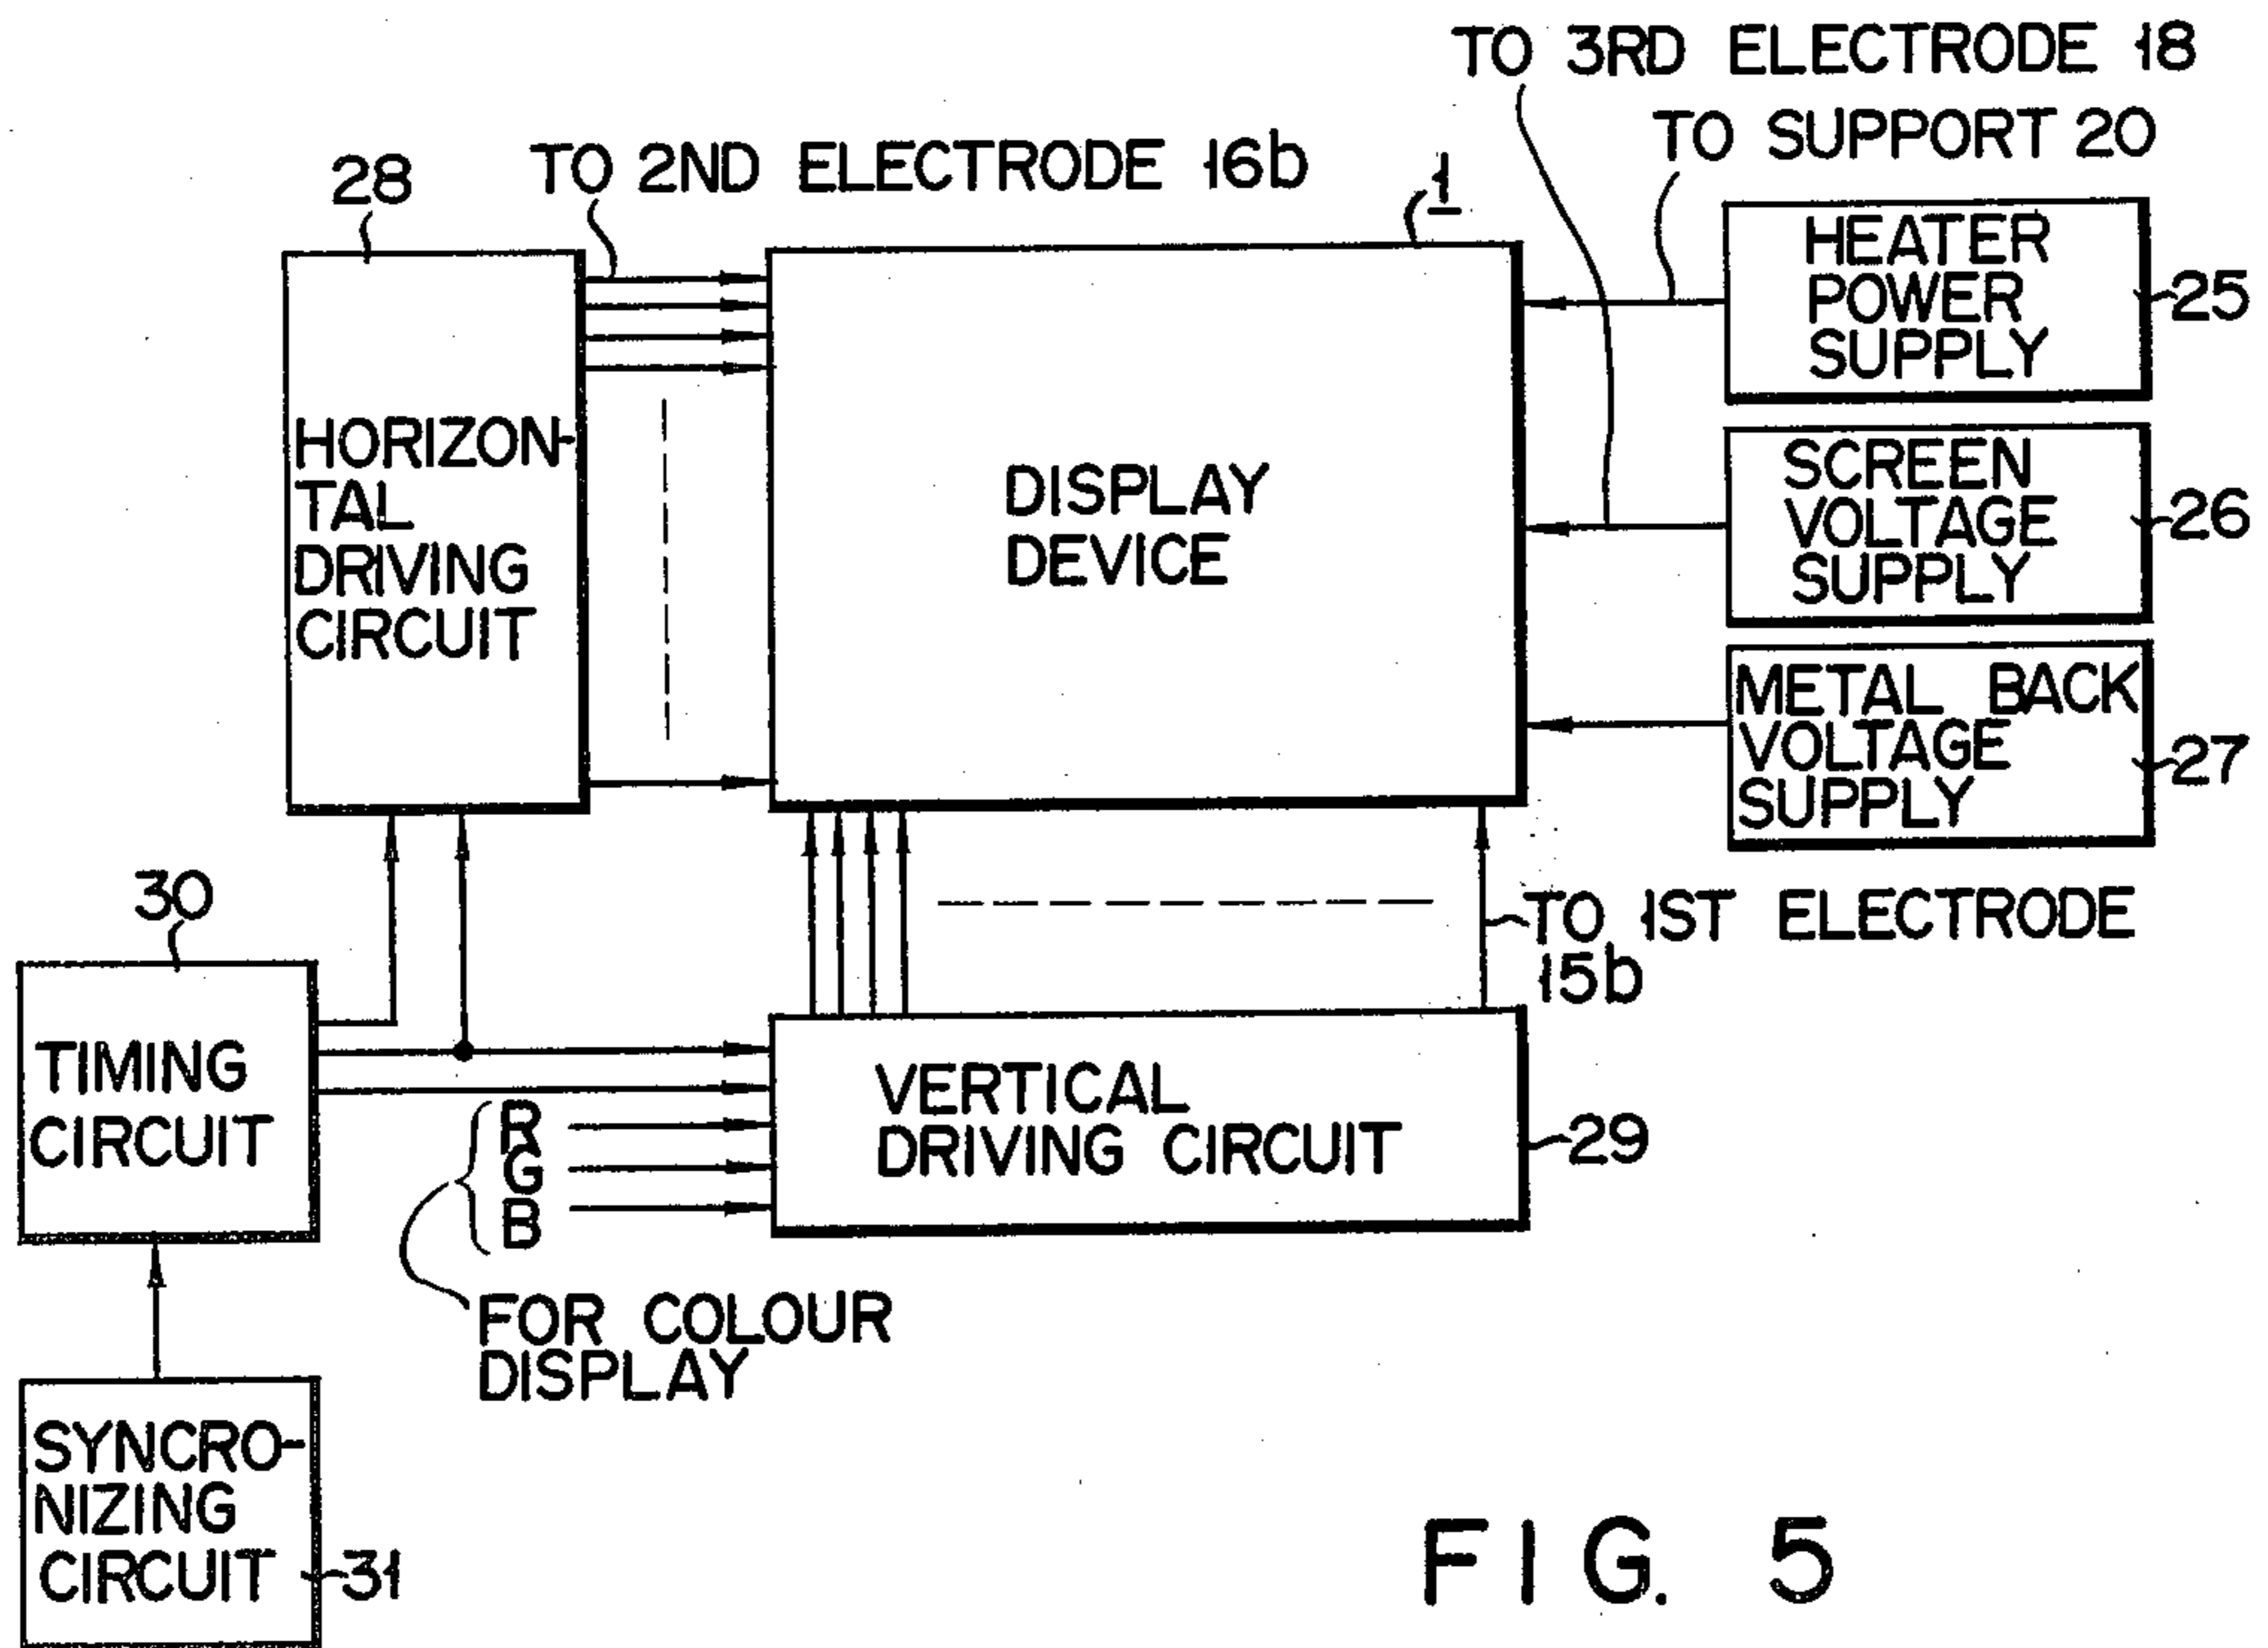 TO 3RD ELECTRODE 18
TO SUPPORT 20
TO 2ND ELECTRODE 16b
28
1
HEATER
POWER
SUPPLY
25
HORIZON-
TAL
DRIVING
CIRCUIT
DISPLAY
DEVICE
SCREEN
VOLTAGE
SUPPLY
26
METAL BACK
VOLTAGE
SUPPLY
27
30
TO 1ST ELECTRODE
15b
TIMING
CIRCUIT
R
G
B
VERTICAL
DRIVING CIRCUIT
29
FOR COLOUR
DISPLAY
SYNCRO-
NIZING
CIRCUIT
31
FIG. 5